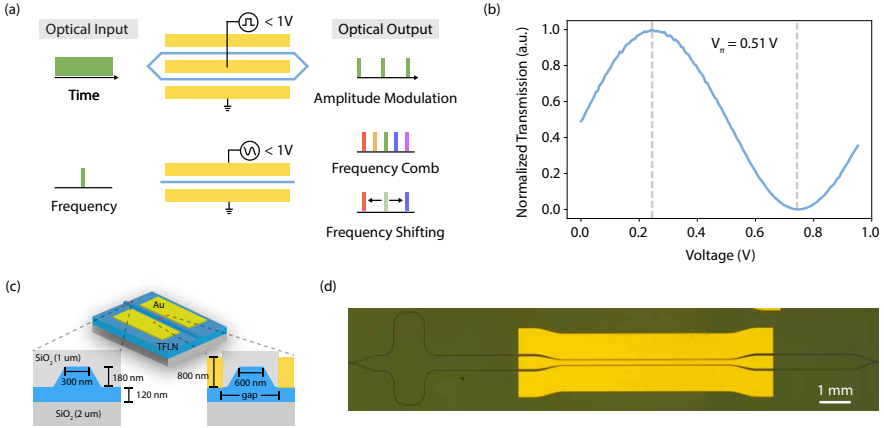 (a)
Optical Input
< 1V
Optical Output
Time
Amplitude Modulation
< 1V
Frequency Comb
Frequency
Frequency Shifting
(b)
Normalized Transmission (a.u.)
1.0
0.8
0.6
0.4
0.2
0.0
Vπ = 0.51 V
0.0 0.2 0.4 0.6 0.8 1.0
Voltage (V)
(c)
Au
TFLN
SiO2 (1 um)
300 nm
180 nm
120 nm
SiO2 (2 um)
800 nm
600 nm
gap
(d)
1 mm